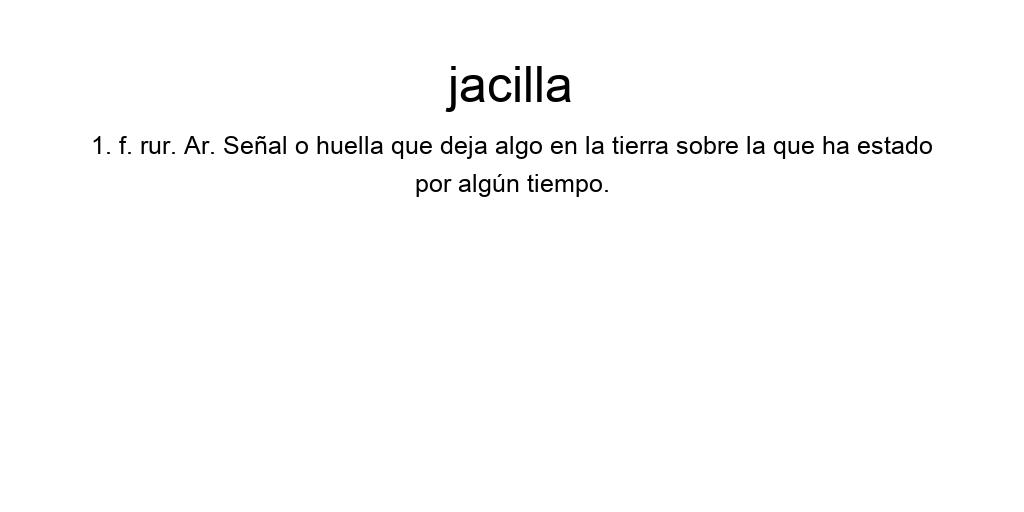 jacilla
1. f. rur. Ar. Señal o huella que deja algo en la tierra sobre la que ha estado
por algún tiempo.